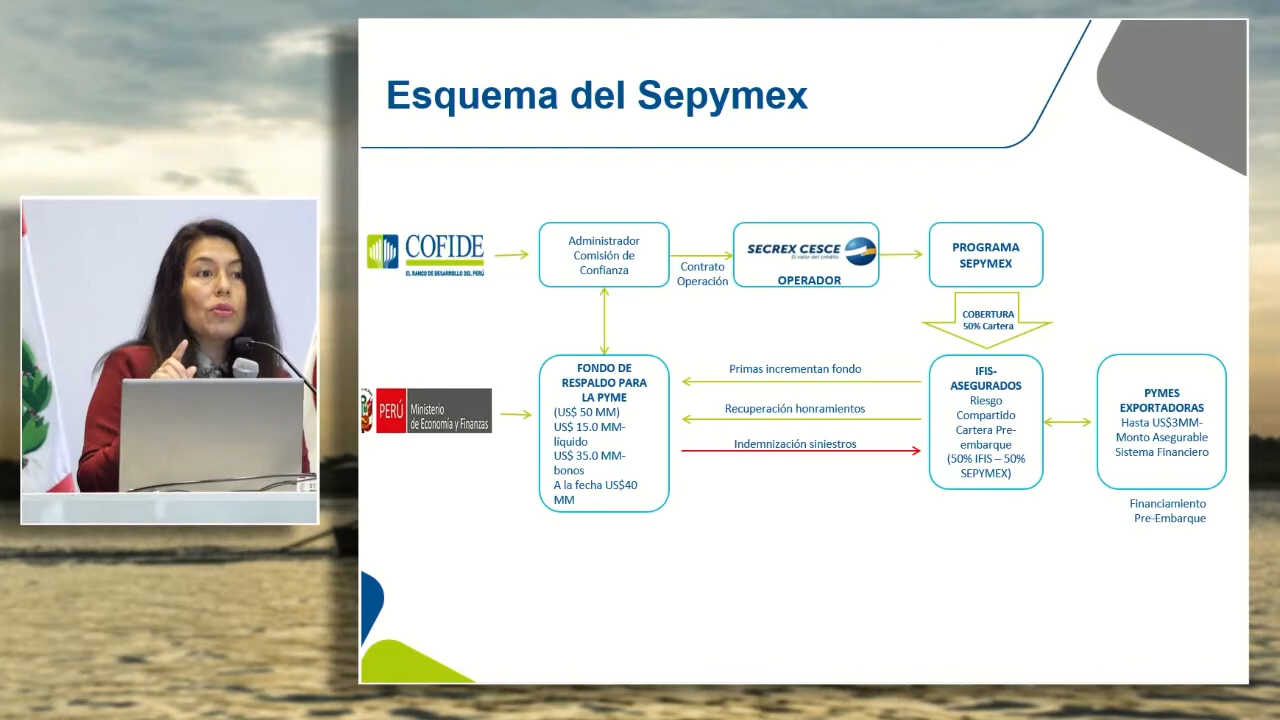 Esquema del Sepymex
COFIDE
EL BANCO DE DESARROLLO DEL PERÚ
Administrador
Comisión de
Confianza
Contrato
Operación
SECREX CESCE
El valor del crédito
OPERADOR
PROGRAMA
SEPYMEX
COBERTURA
50% Cartera
PERÚ
Ministerio
de Economía y Finanzas
FONDO DE
RESPALDO PARA
LA PYME
(US$ 50 MM)
US$ 15.0 MM-
líquido
US$ 35.0 MM-
bonos
A la fecha US$40
MM
Primas incrementan fondo
Recuperación honramientos
Indemnización siniestros
IFIS-
ASEGURADOS
Riesgo
Compartido
Cartera Pre-
embarque
(50% IFIS – 50%
SEPYMEX)
PYMES
EXPORTADORAS
Hasta US$3MM-
Monto Asegurable
Sistema Financiero
Financiamiento
Pre-Embarque